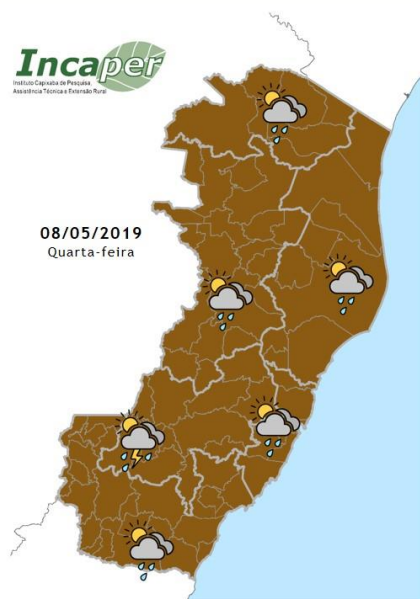 Incaper
Instituto Capixaba de Pesquisa,
Assistência Técnica e Extensão Rural
08/05/2019
Quarta-feira